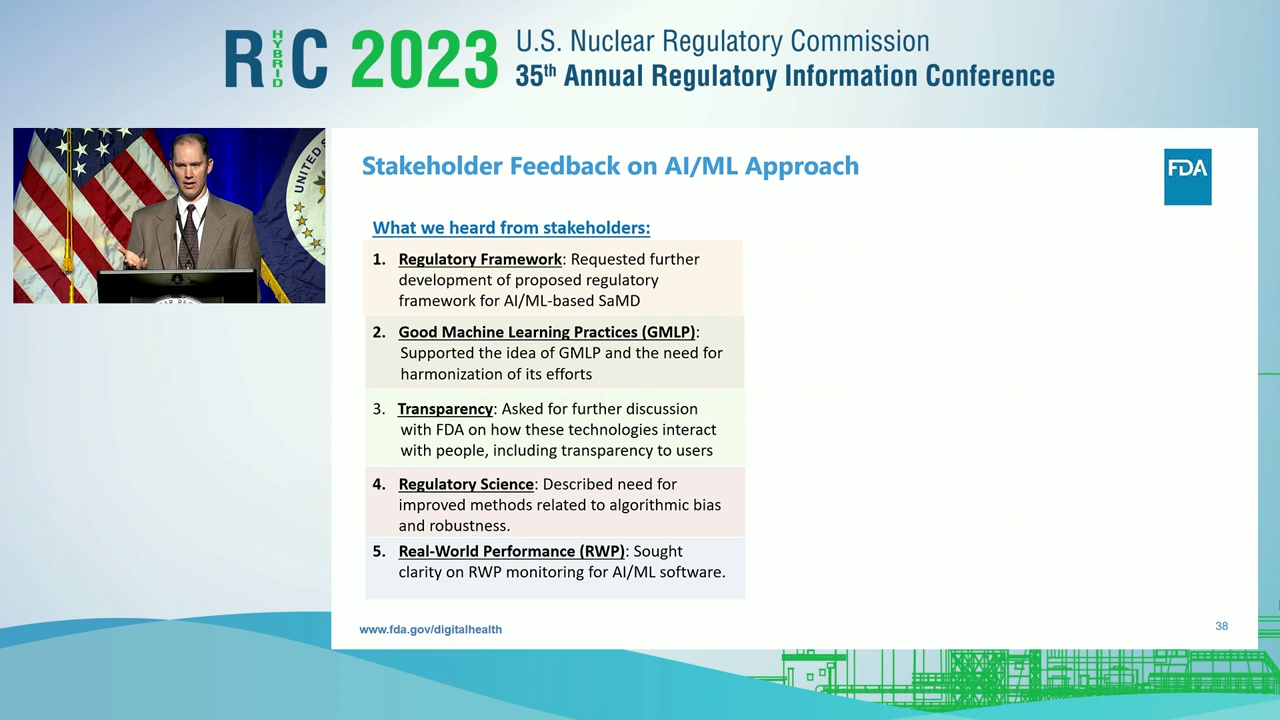 RIC 2023
HYBRID
U.S. Nuclear Regulatory Commission
35th Annual Regulatory Information Conference
UNITED
Stakeholder Feedback on AI/ML Approach
FDA
What we heard from stakeholders:
1. Regulatory Framework: Requested further
development of proposed regulatory
framework for AI/ML-based SaMD
2. Good Machine Learning Practices (GMLP):
Supported the idea of GMLP and the need for
harmonization of its efforts
3. Transparency: Asked for further discussion
with FDA on how these technologies interact
with people, including transparency to users
4. Regulatory Science: Described need for
improved methods related to algorithmic bias
and robustness.
5. Real-World Performance (RWP): Sought
clarity on RWP monitoring for AI/ML software.
www.fda.gov/digitalhealth
38